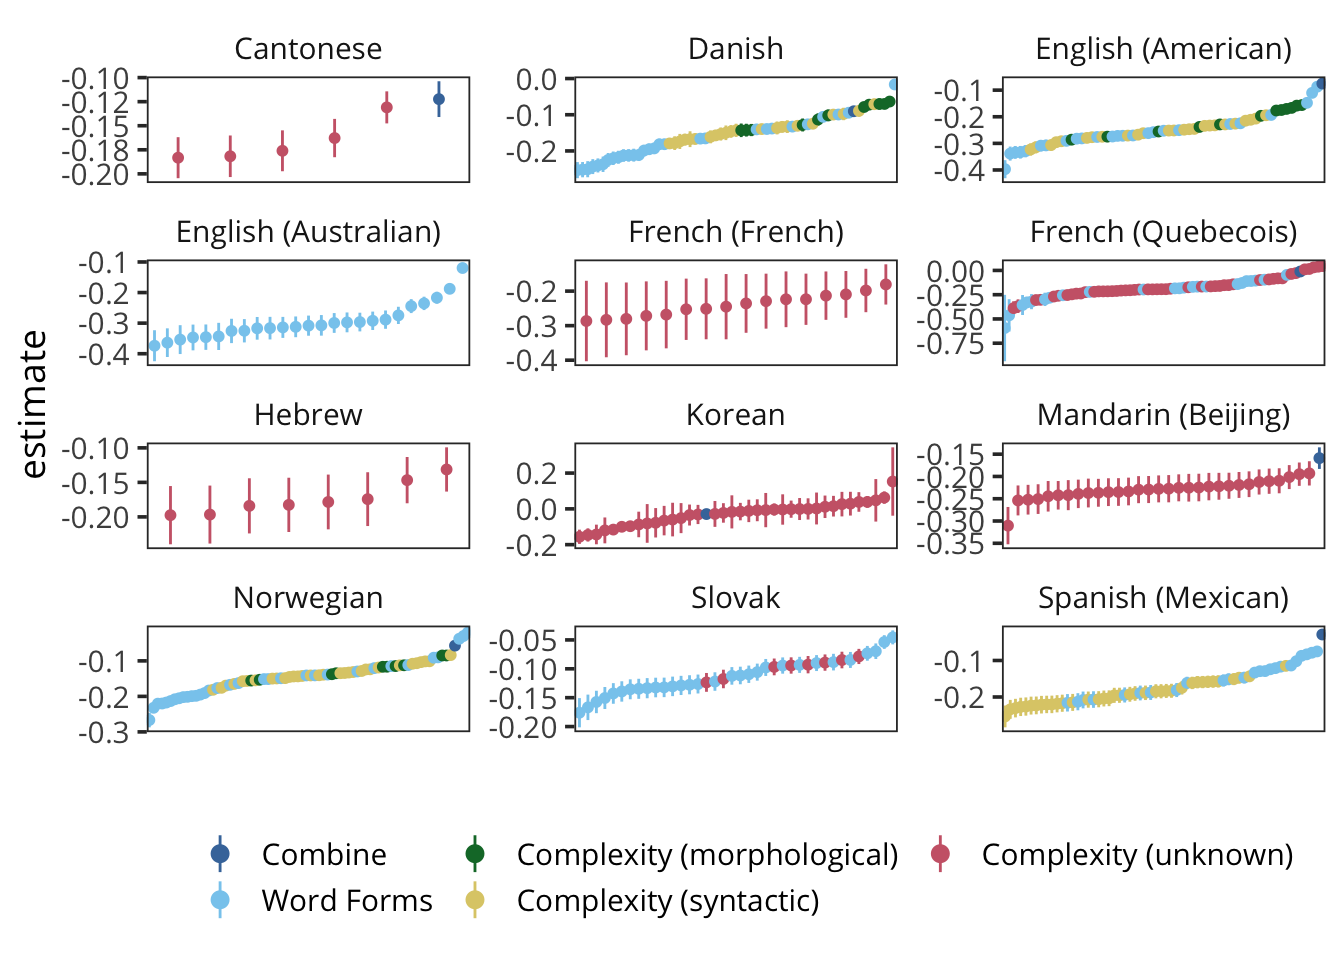 Cantonese
Danish
English (American)
-0.10
-0.12
-0.15
-0.18
-0.20
0.0
-0.1
-0.2
-0.1
-0.2
-0.3
-0.4
English (Australian)
French (French)
French (Quebecois)
-0.1
-0.2
-0.3
-0.4
-0.2
-0.3
-0.4
0.00
-0.25
-0.50
-0.75
estimate
Hebrew
Korean
Mandarin (Beijing)
-0.10
-0.15
-0.20
0.2
0.0
-0.2
-0.15
-0.20
-0.25
-0.30
-0.35
Norwegian
Slovak
Spanish (Mexican)
-0.1
-0.2
-0.3
-0.05
-0.10
-0.15
-0.20
-0.1
-0.2
Combine
Complexity (morphological)
Complexity (unknown)
Word Forms
Complexity (syntactic)